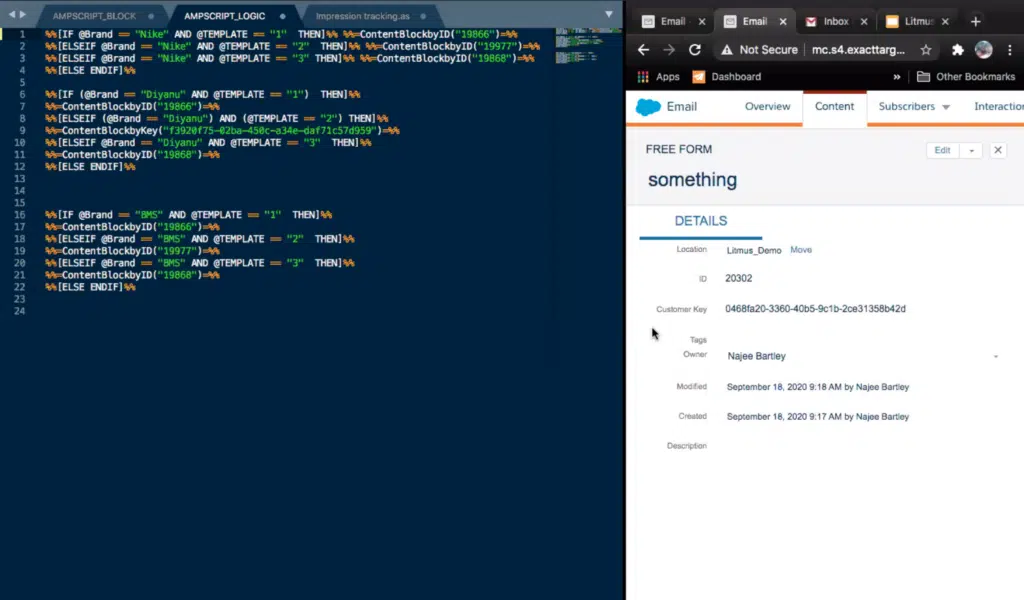 AMPSCRIPT_BLOCK
AMPSCRIPT_LOGIC
Impression tracking.as
1 %%[IF @Brand == "Nike" AND @TEMPLATE == "1"  THEN]%% %%=ContentBlockbyID("19866")=%%
2 %%[ELSEIF @Brand == "Nike" AND @TEMPLATE == "2"  THEN]%% %%=ContentBlockbyID("19977")=%%
3 %%[ELSEIF @Brand == "Nike" AND @TEMPLATE == "3" THEN]%% %%=ContentBlockbyID("19868")=%%
4 %%[ELSE ENDIF]%%
5
6 %%[IF (@Brand == "Diyanu" AND @TEMPLATE == "1")  THEN]%%
7 %%=ContentBlockbyID("19866")=%%
8 %%[ELSEIF (@Brand == "Diyanu") AND (@TEMPLATE == "2") THEN]%%
9 %%=ContentBlockbyKey("f3920f75-02ba-450c-a34e-daf71c57d959")=%%
10 %%[ELSEIF @Brand == "Diyanu" AND @TEMPLATE == "3"  THEN]%%
11 %%=ContentBlockbyID("19868")=%%
12 %%[ELSE ENDIF]%%
13
14
15
16 %%[IF @Brand == "BMS" AND @TEMPLATE == "1"  THEN]%%
17 %%=ContentBlockbyID("19866")=%%
18 %%[ELSEIF @Brand == "BMS" AND @TEMPLATE == "2"  THEN]%%
19 %%=ContentBlockbyID("19977")=%%
20 %%[ELSEIF @Brand == "BMS" AND @TEMPLATE == "3"  THEN]%%
21 %%=ContentBlockbyID("19868")=%%
22 %%[ELSE ENDIF]%%
23
24
Email
Email
Inbox
Litmus
Not Secure
mc.s4.exacttarg...
Apps
Dashboard
»
Other Bookmarks
Email
Overview
Content
Subscribers
Interaction
FREE FORM
Edit
something
DETAILS
Location Litmus_Demo Move
ID 20302
Customer Key 0468fa20-3360-40b5-9c1b-2ce31358b42d
Tags
Owner Najee Bartley
Modified September 18, 2020 9:18 AM by Najee Bartley
Created September 18, 2020 9:17 AM by Najee Bartley
Description